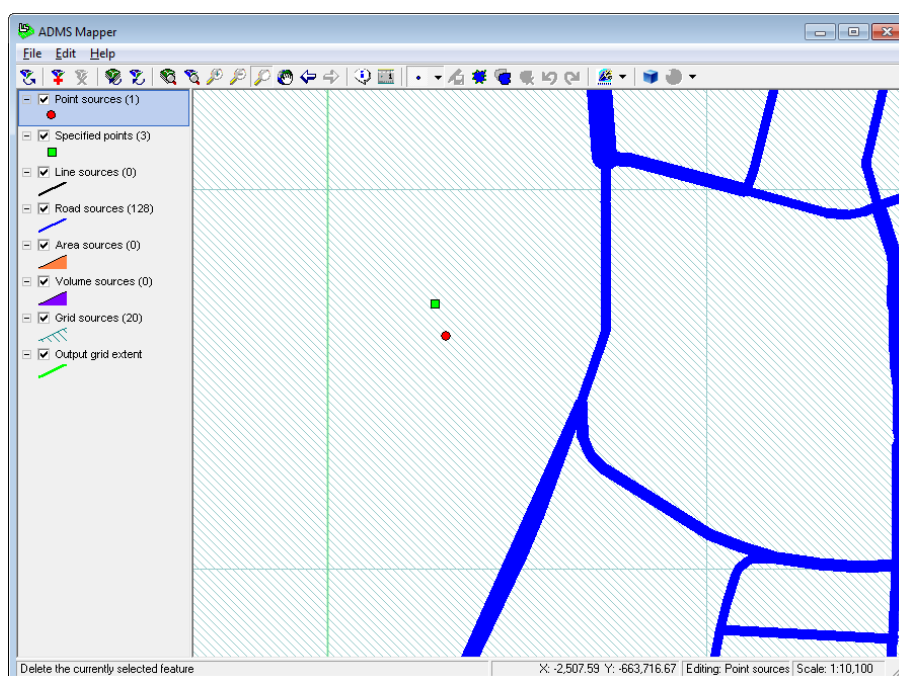 ADMS Mapper
File Edit Help
Point sources (1)
Specified points (3)
Line sources (0)
Road sources (128)
Area sources (0)
Volume sources (0)
Grid sources (20)
Output grid extent
Delete the currently selected feature X: -2,507.59 Y: -663,716.67 Editing: Point sources Scale: 1:10,100